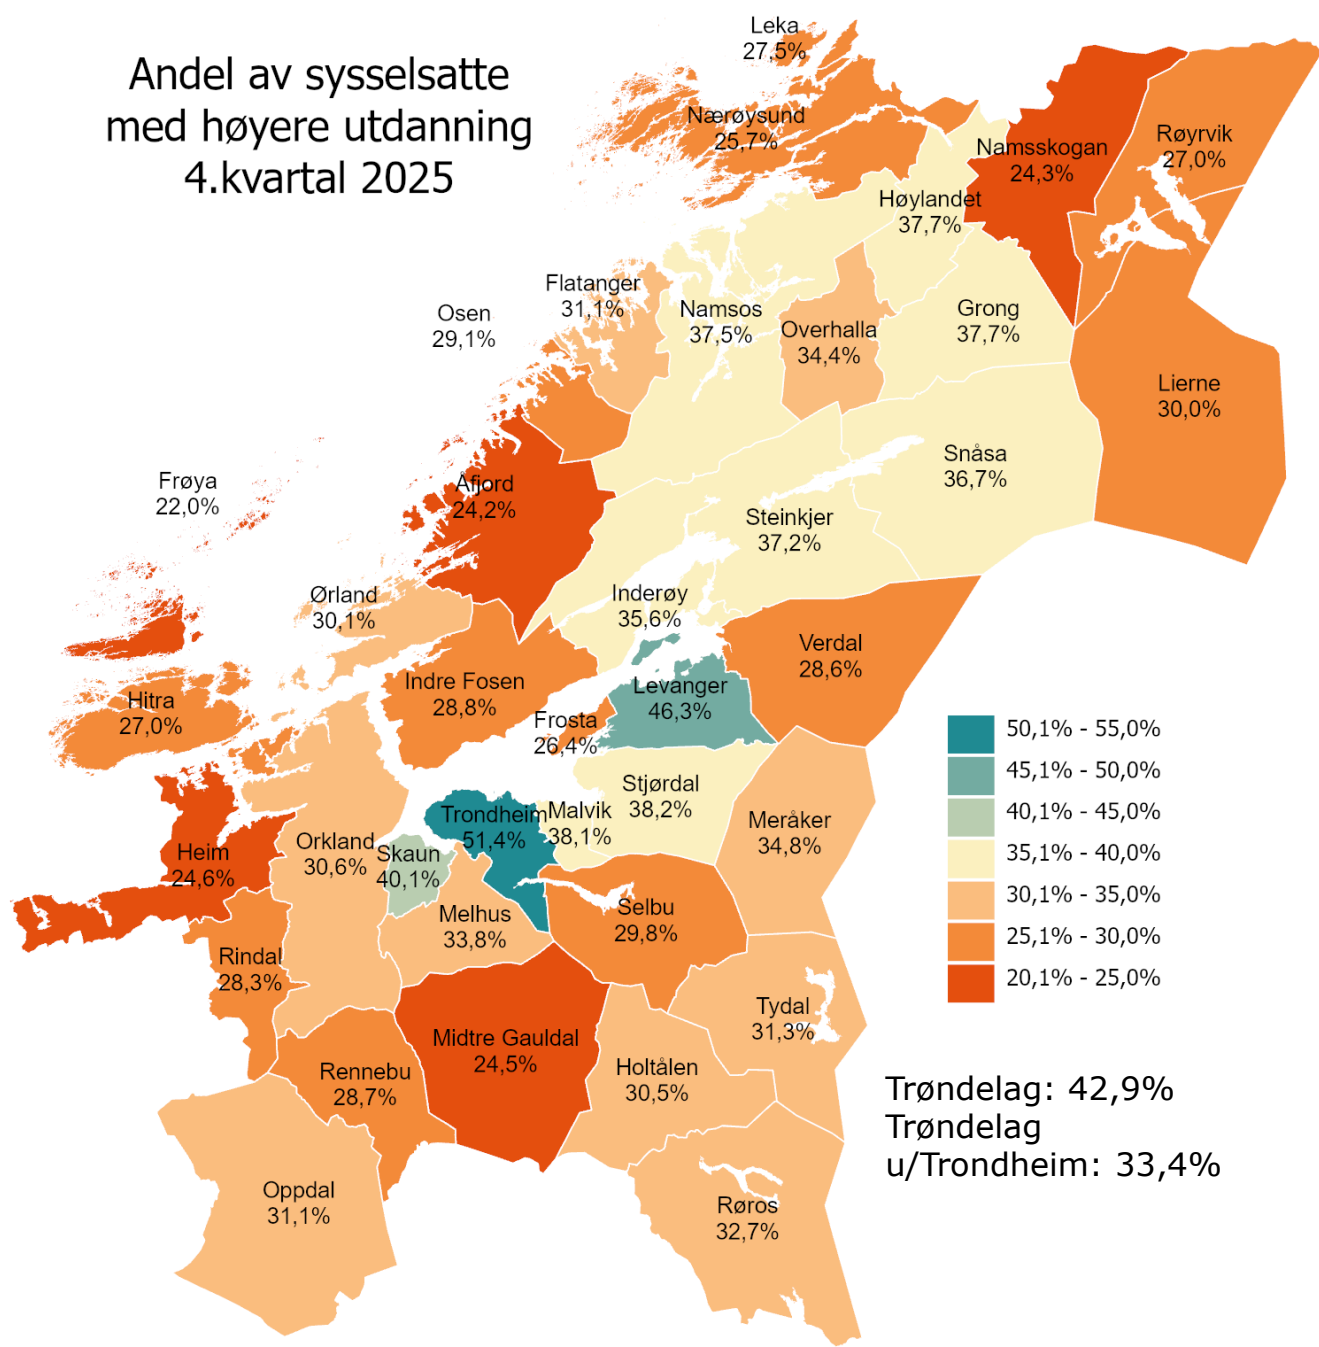 Andel av sysselsatte
med høyere utdanning
4.kvartal 2025
Leka
27,5%
Nærøysund
25,7%
Røyrvik
27,0%
Namsskogan
24,3%
Høylandet
37,7%
Flatanger
31,1%
Osen
29,1%
Namsos
37,5%
Overhalla
34,4%
Grong
37,7%
Lierne
30,0%
Snåsa
36,7%
Frøya
22,0%
Åfjord
24,2%
Steinkjer
37,2%
Ørland
30,1%
Inderøy
35,6%
Verdal
28,6%
Hitra
27,0%
Indre Fosen
28,8%
Levanger
46,3%
Frosta
26,4%
Stjørdal
38,2%
Trondheim
51,4%
Malvik
38,1%
Meråker
34,8%
Heim
24,6%
Orkland
30,6%
Skaun
40,1%
Melhus
33,8%
Selbu
29,8%
Rindal
28,3%
Tydal
31,3%
Midtre Gauldal
24,5%
Rennebu
28,7%
Holtålen
30,5%
Oppdal
31,1%
Røros
32,7%
50,1% - 55,0%
45,1% - 50,0%
40,1% - 45,0%
35,1% - 40,0%
30,1% - 35,0%
25,1% - 30,0%
20,1% - 25,0%
Trøndelag: 42,9%
Trøndelag
u/Trondheim: 33,4%